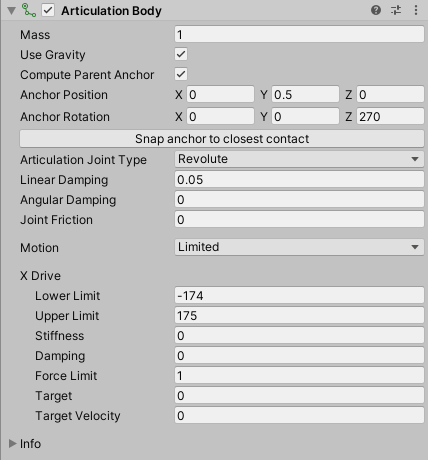 Articulation Body
Mass 1
Use Gravity
Compute Parent Anchor
Anchor Position X 0 Y 0.5 Z 0
Anchor Rotation X 0 Y 0 Z 270
Snap anchor to closest contact
Articulation Joint Type Revolute
Linear Damping 0.05
Angular Damping 0
Joint Friction 0
Motion Limited
X Drive
Lower Limit -174
Upper Limit 175
Stiffness 0
Damping 0
Force Limit 1
Target 0
Target Velocity 0
Info